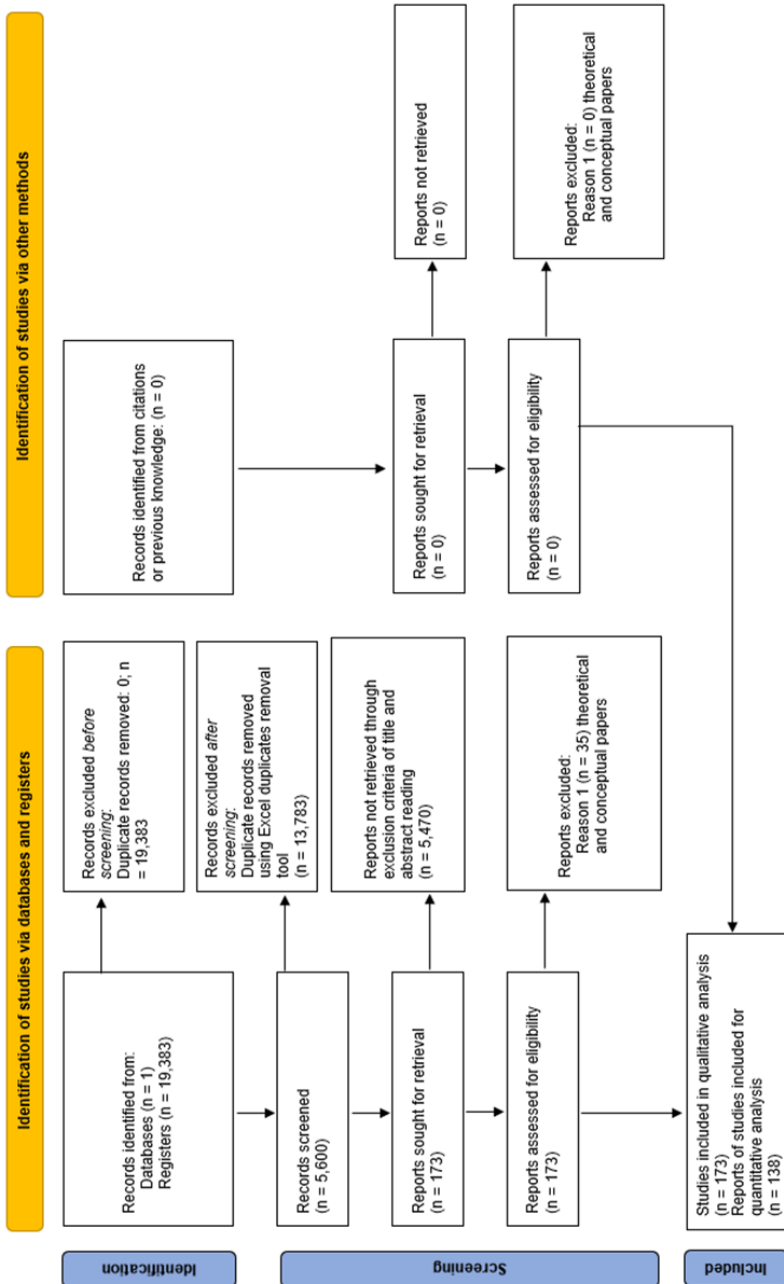 Identification of studies via databases and registers
Identification of studies via other methods
Identification
Records identified from:
Databases (n = 1)
Registers (n = 19,383)
Records excluded before
screening:
Duplicate records removed: 0; n
= 19,383
Records identified from citations
or previous knowledge: (n = 0)
Screening
Records screened
(n = 5,600)
Records excluded after
screening:
Duplicate records removed
using Excel duplicates removal
tool
(n = 13,783)
Reports sought for retrieval
(n = 173)
Reports not retrieved through
exclusion criteria of title and
abstract reading
(n = 5,470)
Reports sought for retrieval
(n = 0)
Reports not retrieved
(n = 0)
Reports assessed for eligibility
(n = 173)
Reports excluded:
Reason 1 (n = 35) theoretical
and conceptual papers
Reports assessed for eligibility
(n = 0)
Reports excluded:
Reason 1 (n = 0) theoretical
and conceptual papers
Included
Studies included in qualitative analysis
(n = 173)
Reports of studies included for
quantitative analysis
(n = 138)